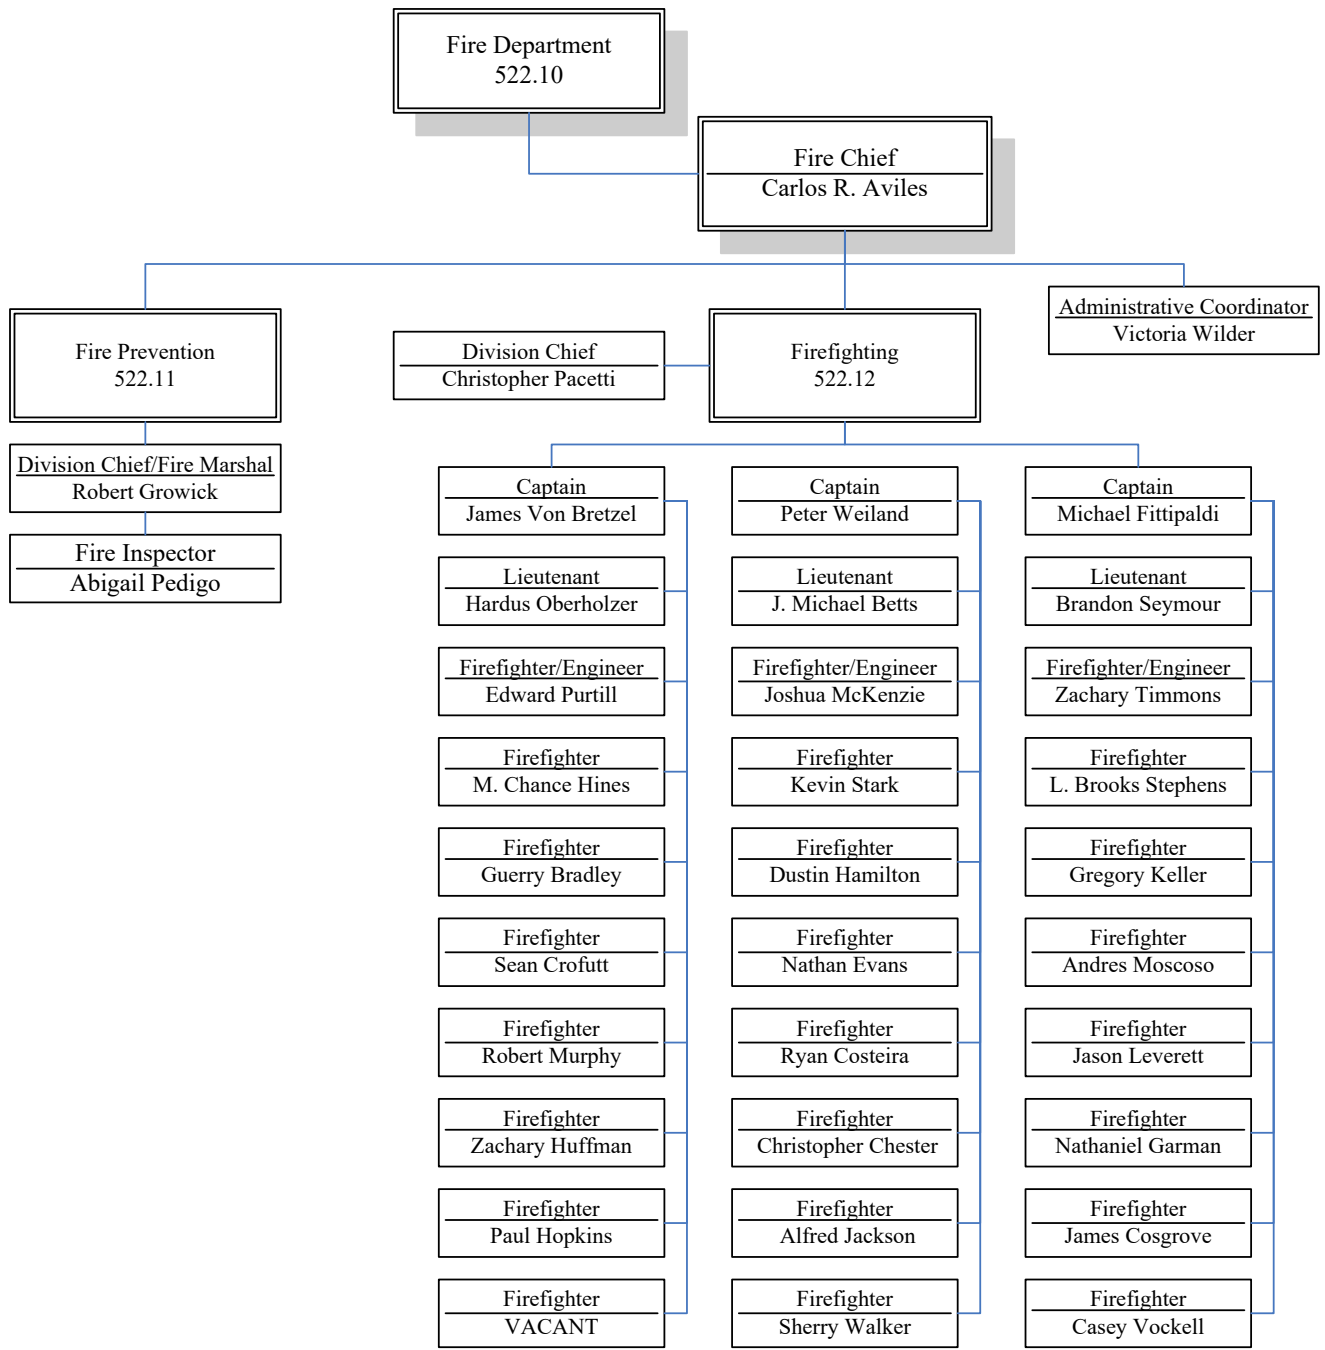 Fire Department
522.10
Fire Chief
Carlos R. Aviles
Fire Prevention
522.11
Division Chief/Fire Marshal
Robert Growick
Fire Inspector
Abigail Pedigo
Division Chief
Christopher Pacetti
Firefighting
522.12
Administrative Coordinator
Victoria Wilder
Captain
James Von Bretzel
Lieutenant
Hardus Oberholzer
Firefighter/Engineer
Edward Purtill
Firefighter
M. Chance Hines
Firefighter
Guerry Bradley
Firefighter
Sean Crofutt
Firefighter
Robert Murphy
Firefighter
Zachary Huffman
Firefighter
Paul Hopkins
Firefighter
VACANT
Captain
Peter Weiland
Lieutenant
J. Michael Betts
Firefighter/Engineer
Joshua McKenzie
Firefighter
Kevin Stark
Firefighter
Dustin Hamilton
Firefighter
Nathan Evans
Firefighter
Ryan Costeira
Firefighter
Christopher Chester
Firefighter
Alfred Jackson
Firefighter
Sherry Walker
Captain
Michael Fittipaldi
Lieutenant
Brandon Seymour
Firefighter/Engineer
Zachary Timmons
Firefighter
L. Brooks Stephens
Firefighter
Gregory Keller
Firefighter
Andres Moscoso
Firefighter
Jason Leverett
Firefighter
Nathaniel Garman
Firefighter
James Cosgrove
Firefighter
Casey Vockell